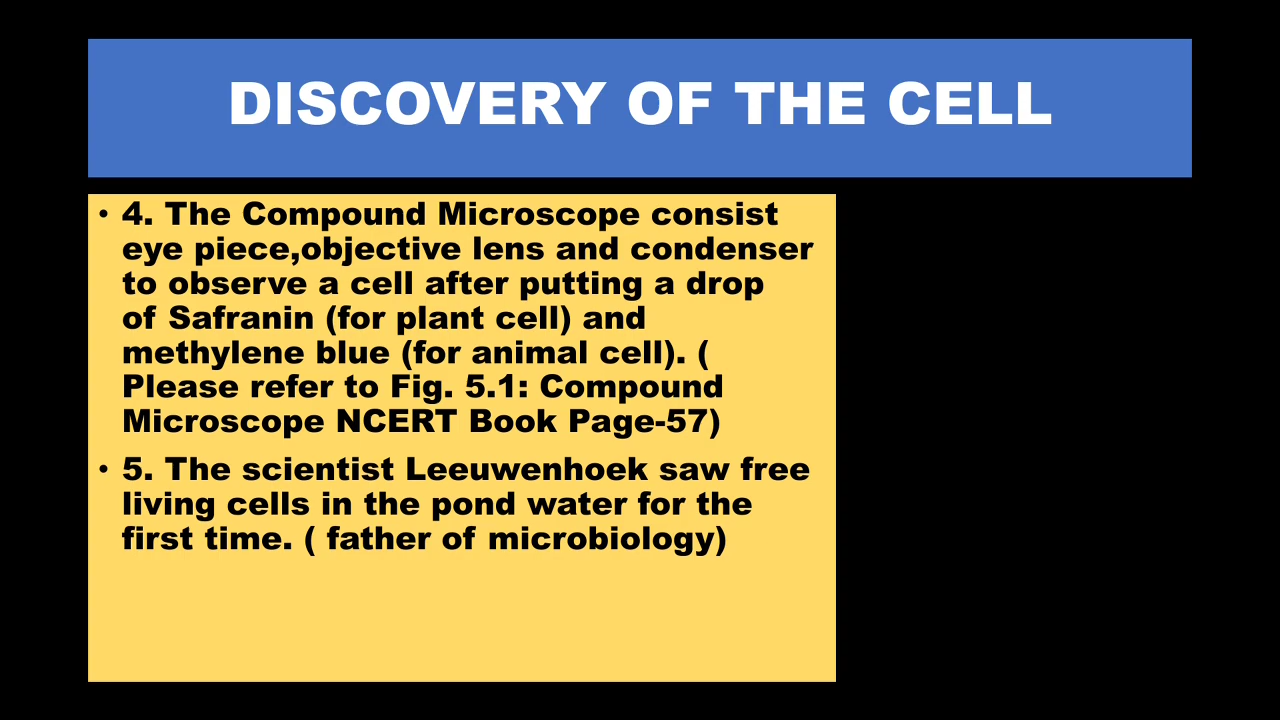 DISCOVERY OF THE CELL
• 4. The Compound Microscope consist
eye piece,objective lens and condenser
to observe a cell after putting a drop
of Safranin (for plant cell) and
methylene blue (for animal cell). (
Please refer to Fig. 5.1: Compound
Microscope NCERT Book Page-57)
• 5. The scientist Leeuwenhoek saw free
living cells in the pond water for the
first time. ( father of microbiology)